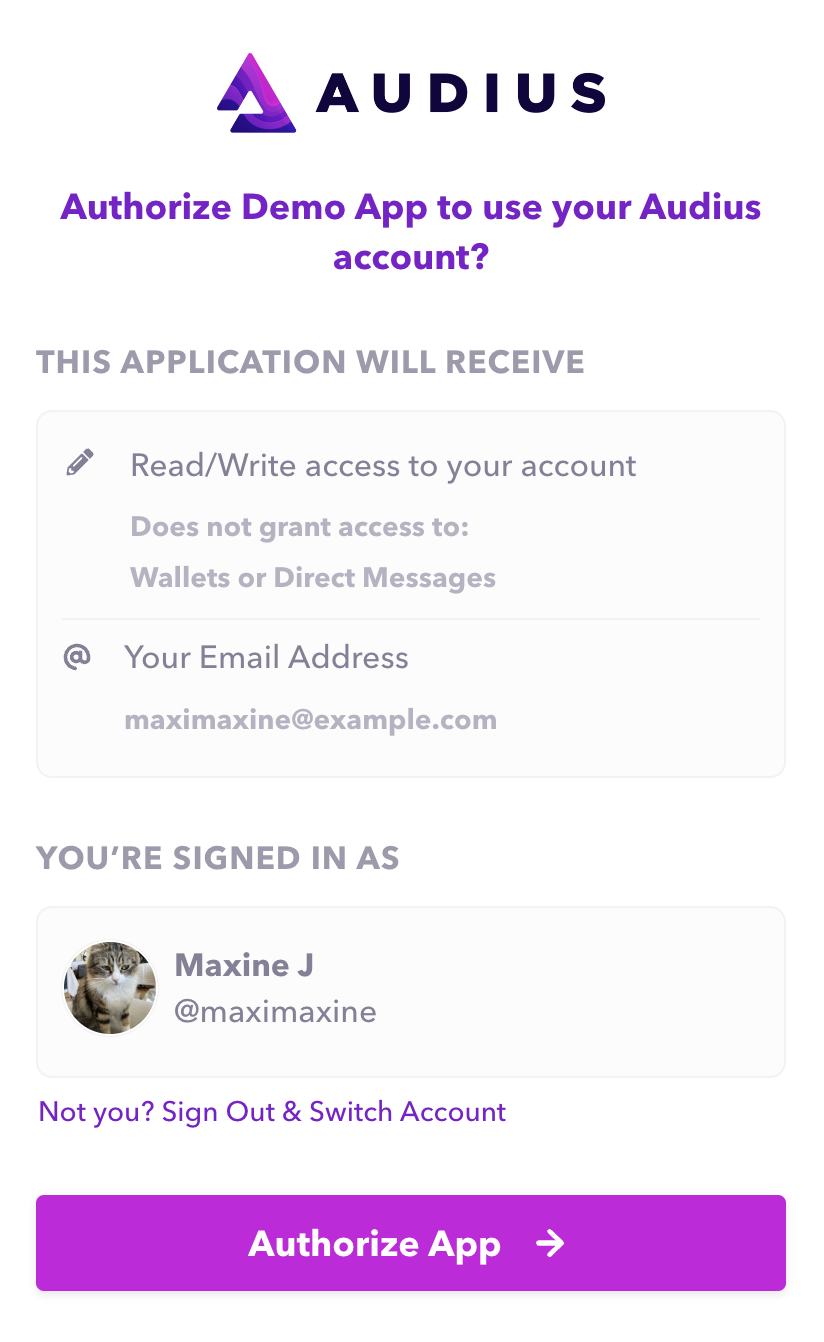 AUDIUS
Authorize Demo App to use your Audius
account?
THIS APPLICATION WILL RECEIVE
Read/Write access to your account
Does not grant access to:
Wallets or Direct Messages
@ Your Email Address
maximaxine@example.com
YOU’RE SIGNED IN AS
Maxine J
@maximaxine
Not you? Sign Out & Switch Account
Authorize App →